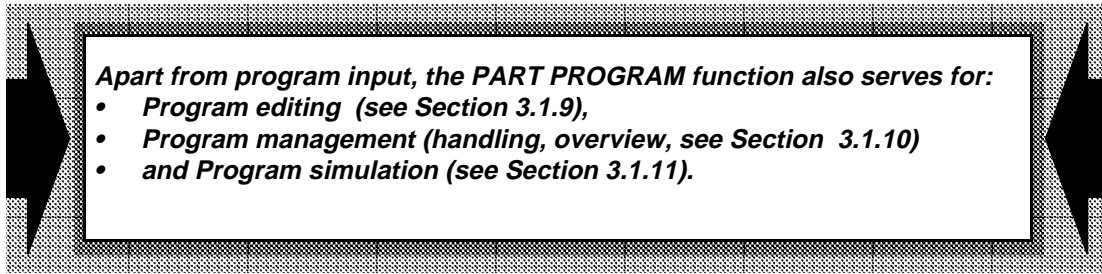 Apart from program input, the PART PROGRAM function also serves for:
• Program editing (see Section 3.1.9),
• Program management (handling, overview, see Section 3.1.10)
• and Program simulation (see Section 3.1.11).